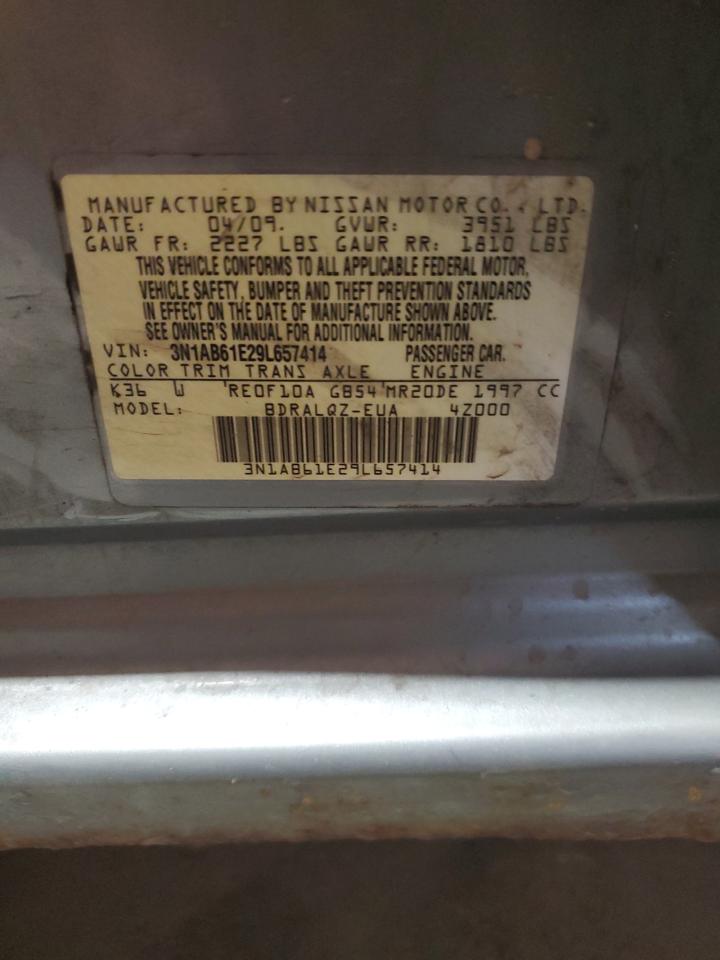 MANUFACTURED BY NISSAN MOTOR CO., LTD.
DATE: 04/09. GVWR: 3951 LBS
GAWR FR: 2227 LBS GAWR RR: 1810 LBS
THIS VEHICLE CONFORMS TO ALL APPLICABLE FEDERAL MOTOR,
VEHICLE SAFETY, BUMPER AND THEFT PREVENTION STANDARDS
IN EFFECT ON THE DATE OF MANUFACTURE SHOWN ABOVE.
SEE OWNER'S MANUAL FOR ADDITIONAL INFORMATION.
VIN: 3N1AB61E29L657414 PASSENGER CAR.
COLOR TRIM TRANS AXLE ENGINE
K36 W RE0F10A GB54 MR20DE 1997 CC
MODEL: BDRALQZ-EUA 4Z000
3N1AB61E29L657414